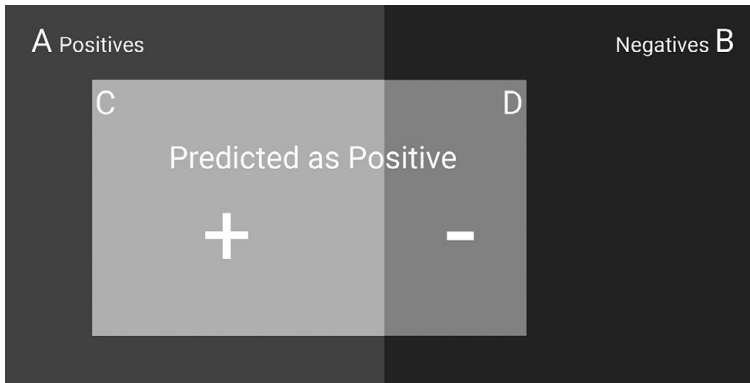 A Positives
Negatives B
C
D
Predicted as Positive
+
-